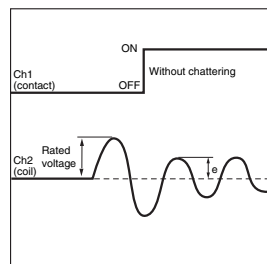 ON
Ch1
(contact)
OFF
Without chattering
Rated
voltage
Ch2
(coil)
e